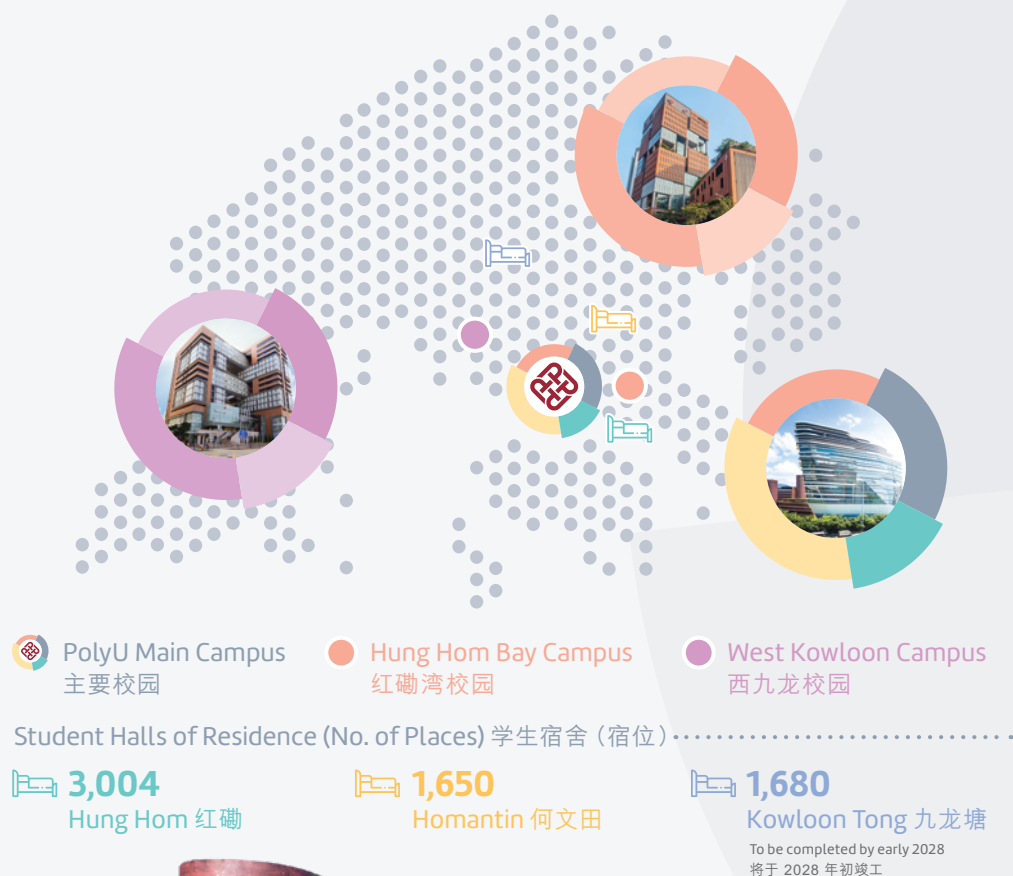 PolyU Main Campus
主要校园
Hung Hom Bay Campus
红磡湾校园
West Kowloon Campus
西九龙校园
Student Halls of Residence (No. of Places) 学生宿舍（宿位）
3,004
Hung Hom 红磡
1,650
Homantin 何文田
1,680
Kowloon Tong 九龙塘
To be completed by early 2028
将于 2028 年初竣工